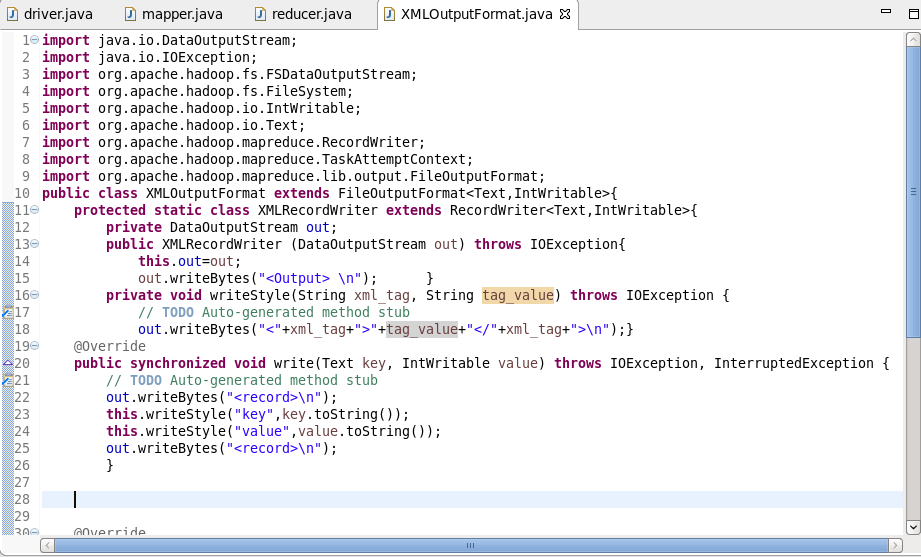 driver.java mapper.java reducer.java XMLOutputFormat.java
1 import java.io.DataOutputStream;
2 import java.io.IOException;
3 import org.apache.hadoop.fs.FSDataOutputStream;
4 import org.apache.hadoop.fs.FileSystem;
5 import org.apache.hadoop.io.IntWritable;
6 import org.apache.hadoop.io.Text;
7 import org.apache.hadoop.mapreduce.RecordWriter;
8 import org.apache.hadoop.mapreduce.TaskAttemptContext;
9 import org.apache.hadoop.mapreduce.lib.output.FileOutputFormat;
10 public class XMLOutputFormat extends FileOutputFormat<Text,IntWritable>{
11     protected static class XMLRecordWriter extends RecordWriter<Text,IntWritable>{
12         private DataOutputStream out;
13         public XMLRecordWriter (DataOutputStream out) throws IOException{
14             this.out=out;
15             out.writeBytes("<Output> \n");      }
16         private void writeStyle(String xml_tag, String tag_value) throws IOException {
17             // TODO Auto-generated method stub
18             out.writeBytes("<"+xml_tag+">"+tag_value+"</"+xml_tag+">\n");}
19     @Override
20     public synchronized void write(Text key, IntWritable value) throws IOException, InterruptedException {
21         // TODO Auto-generated method stub
22         out.writeBytes("<record>\n");
23         this.writeStyle("key",key.toString());
24         this.writeStyle("value",value.toString());
25         out.writeBytes("<record>\n");
26         }
27
28
29
30     @Override